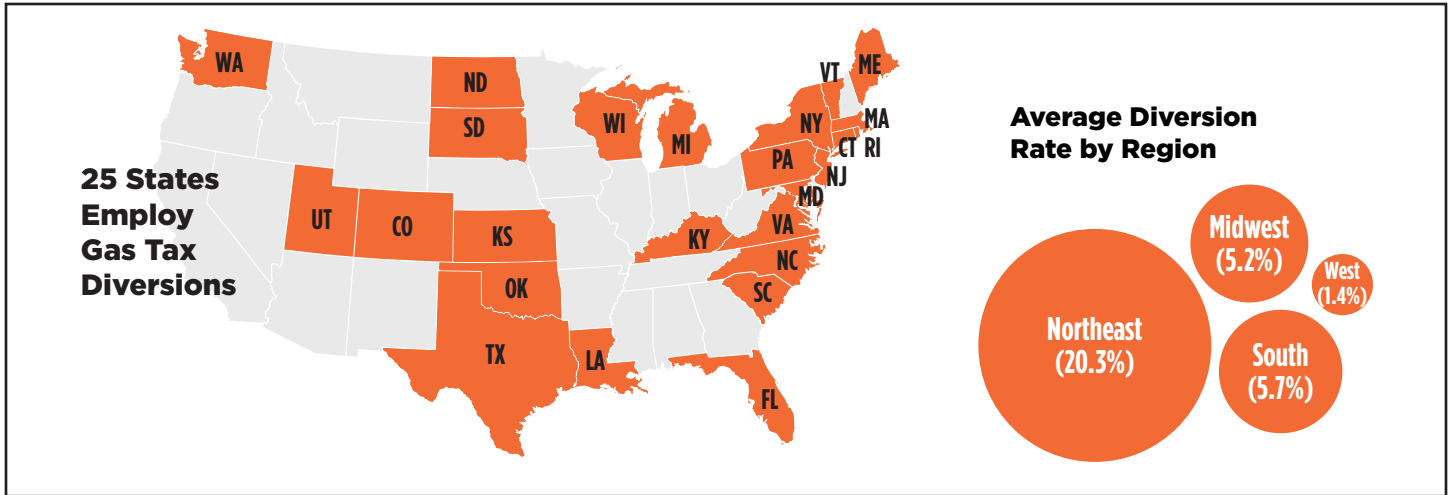 25 States
Employ
Gas Tax
Diversions
WA
ND
SD
UT
CO
KS
OK
TX
LA
WI
MI
KY
VT
ME
NY
MA
CT RI
PA
NJ
MD
VA
NC
SC
FL
Average Diversion
Rate by Region
Midwest
(5.2%)
West
(1.4%)
Northeast
(20.3%)
South
(5.7%)